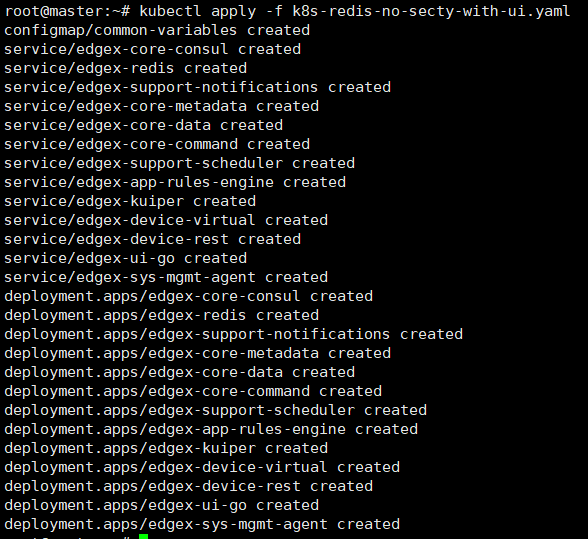 root@master:~# kubectl apply -f k8s-redis-no-secty-with-ui.yaml
configmap/common-variables created
service/edgex-core-consul created
service/edgex-redis created
service/edgex-support-notifications created
service/edgex-core-metadata created
service/edgex-core-data created
service/edgex-core-command created
service/edgex-support-scheduler created
service/edgex-app-rules-engine created
service/edgex-kuiper created
service/edgex-device-virtual created
service/edgex-device-rest created
service/edgex-ui-go created
service/edgex-sys-mgmt-agent created
deployment.apps/edgex-core-consul created
deployment.apps/edgex-redis created
deployment.apps/edgex-support-notifications created
deployment.apps/edgex-core-metadata created
deployment.apps/edgex-core-data created
deployment.apps/edgex-core-command created
deployment.apps/edgex-support-scheduler created
deployment.apps/edgex-app-rules-engine created
deployment.apps/edgex-kuiper created
deployment.apps/edgex-device-virtual created
deployment.apps/edgex-device-rest created
deployment.apps/edgex-ui-go created
deployment.apps/edgex-sys-mgmt-agent created